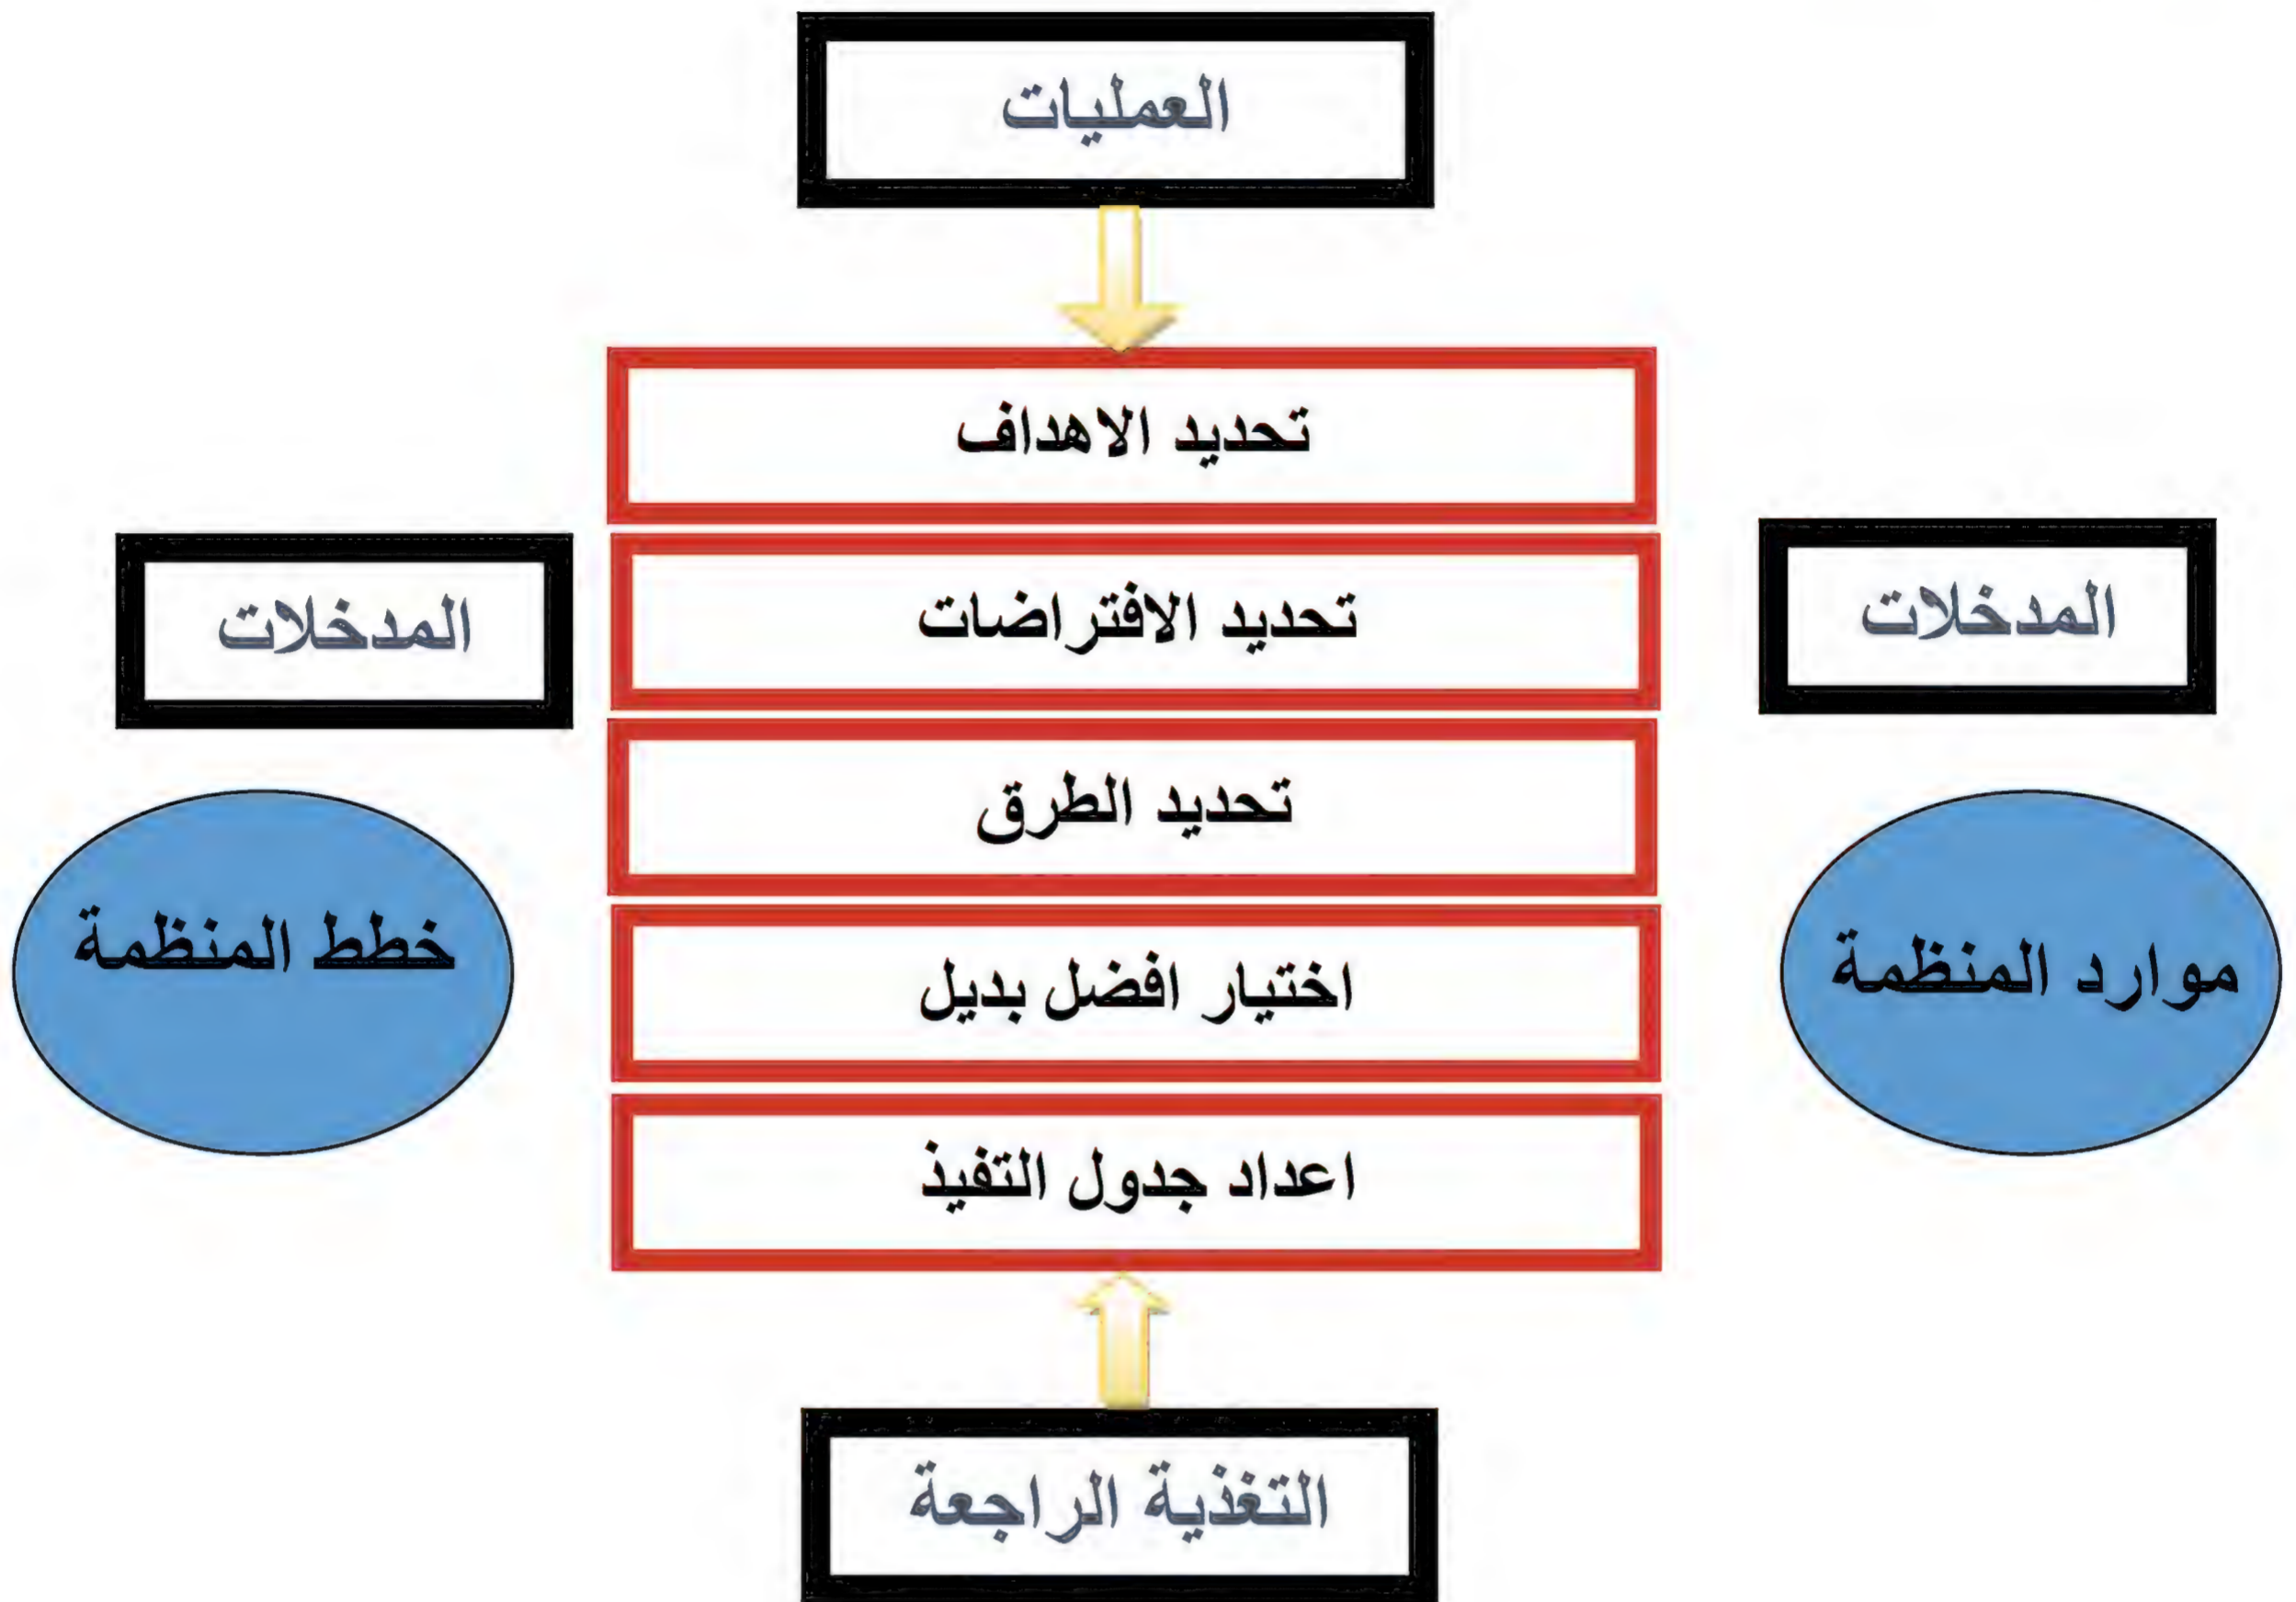 العمليات
تحديد الاهداف
تحديد الافتراضات
المدخلات
المدخلات
تحديد الطرق
موارد المنظمة
خطط المنظمة
اختيار افضل بديل
اعداد جدول التفيذ
التغذية الراجعة